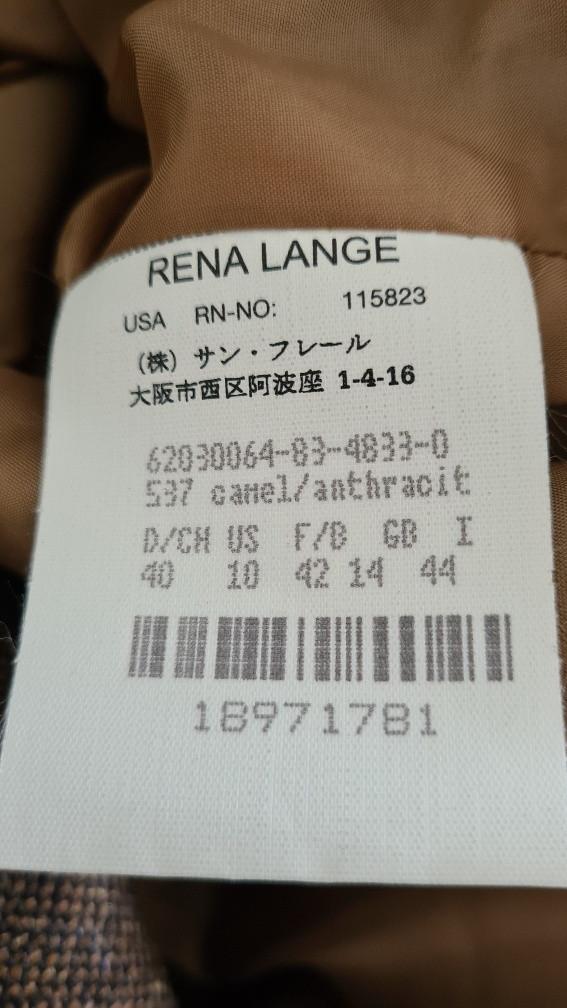 RENA LANGE
USA RN-NO: 115823
（株）サン・フレール
大阪市西区阿波座 1-4-16
62030064-83-4833-0
537 camel/anthracit
D/CH US F/B GB I
40 10 42 14 44
18971781